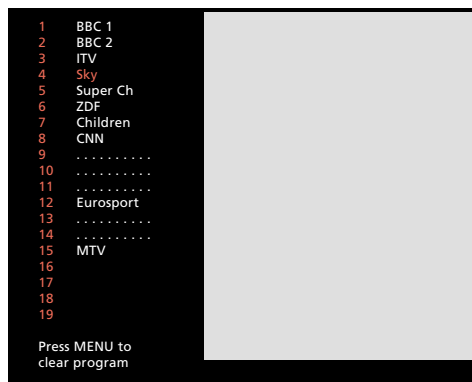 1 BBC 1
2 BBC 2
3 ITV
4 Sky
5 Super Ch
6 ZDF
7 Children
8 CNN
9 . . . . . . . . . .
10 . . . . . . . . . .
11 . . . . . . . . . .
12 Eurosport
13 . . . . . . . . . .
14 . . . . . . . . . .
15 MTV
16
17
18
19
Press MENU to
clear program